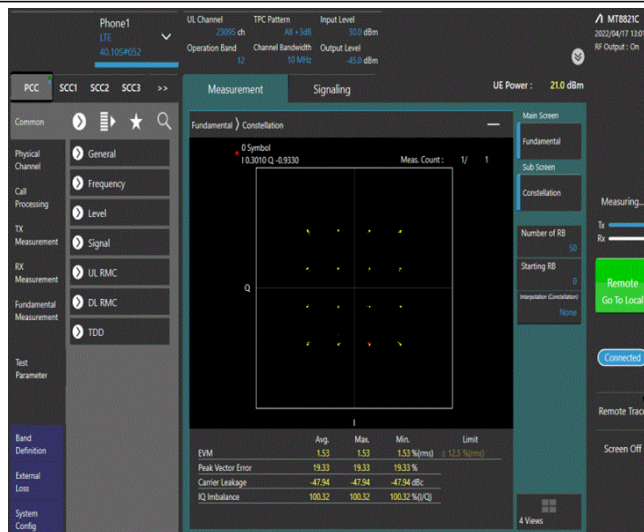 Phone1
LTE
40.10S#052
UL Channel TPC Pattern Input Level
23095 ch All +3dB 30.0 dBm
Operation Band Channel Bandwidth Output Level
12 10 MHz -45.0 dBm
MT8821C
2022/04/17 13:01
RF Output : On
PCC SCC1 SCC2 SCC3 >>
Measurement Signaling
UE Power : 21.0 dBm
Common
Physical
Channel
Call
Processing
TX
Measurement
RX
Measurement
Fundamental
Measurement
Test
Parameter
Band
Definition
External
Loss
System
Config
General
Frequency
Level
Signal
UL RMC
DL RMC
TDD
Fundamental Constellation
0 Symbol
I 0.3010 Q -0.9330 Meas. Count : 1/ 1
Q
I
Avg. Max. Min. Limit
EVM 1.53 1.53 1.53 %(rms) ≤ 12.5 %(rms)
Peak Vector Error 19.33 19.33 19.33 %
Carrier Leakage -47.94 -47.94 -47.94 dBc
IQ Imbalance 100.32 100.32 100.32 %(I/Q)
Main Screen
Fundamental
Sub Screen
Constellation
Number of RB
50
Starting RB
0
Interpolation (Constellation)
None
4 Views
Measuring...
Tx
Rx
Remote
Go To Local
Connected
Remote Trac
Screen Off